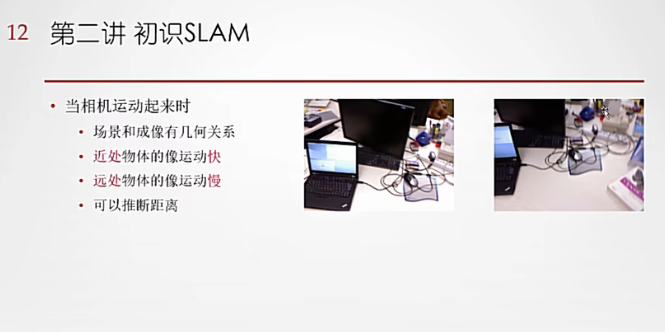 12
第二讲 初识SLAM
• 当相机运动起来时
• 场景和成像有几何关系
• 近处物体的像运动快
• 远处物体的像运动慢
• 可以推断距离